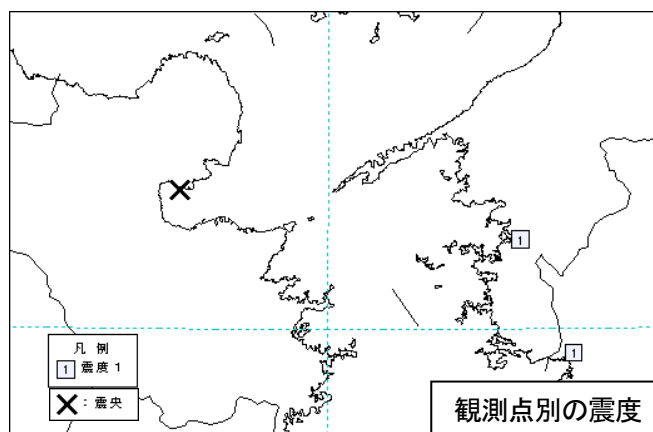 1
1
凡 例
1 震度 1
✕ : 震央
観測点別の震度